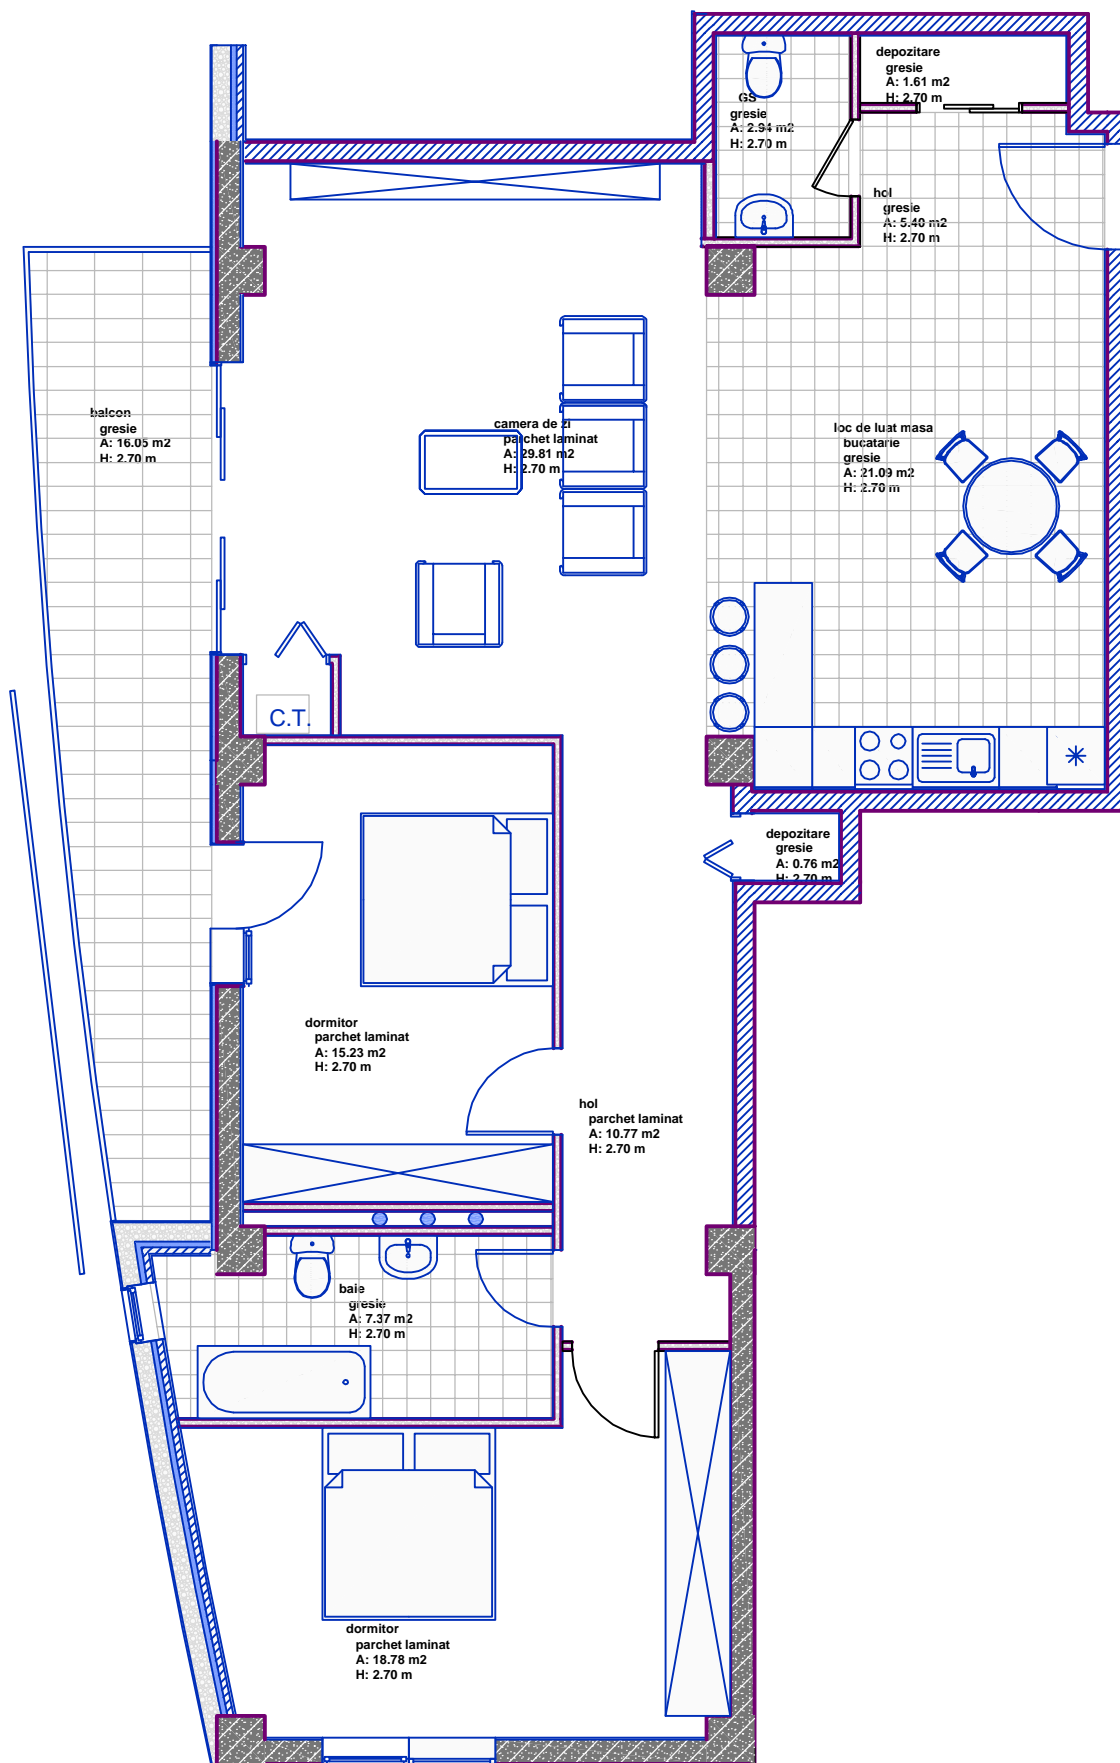 depozitare
gresie
A: 1.61 m2
H: 2.70 m
GS
gresie
A: 2.94 m2
H: 2.70 m
hol
gresie
A: 5.40 m2
H: 2.70 m
balcon
gresie
A: 16.05 m2
H: 2.70 m
camera de zi
parchet laminat
A: 29.81 m2
H: 2.70 m
loc de luat masa
bucatarie
gresie
A: 21.09 m2
H: 2.70 m
C.T.
depozitare
gresie
A: 0.76 m2
H: 2.70 m
dormitor
parchet laminat
A: 15.23 m2
H: 2.70 m
hol
parchet laminat
A: 10.77 m2
H: 2.70 m
baie
gresie
A: 7.37 m2
H: 2.70 m
dormitor
parchet laminat
A: 18.78 m2
H: 2.70 m